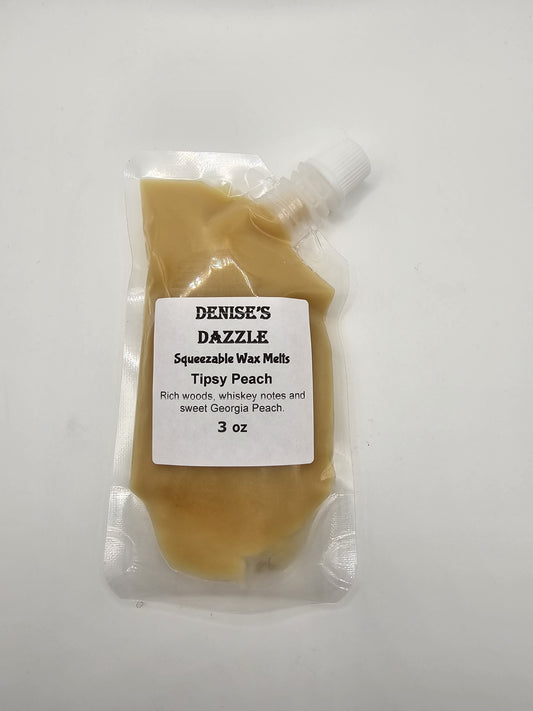 DENISE'S
DAZZLE
Squeezable Wax Melts
Tipsy Peach
Rich woods, whiskey notes and
sweet Georgia Peach.
3 oz